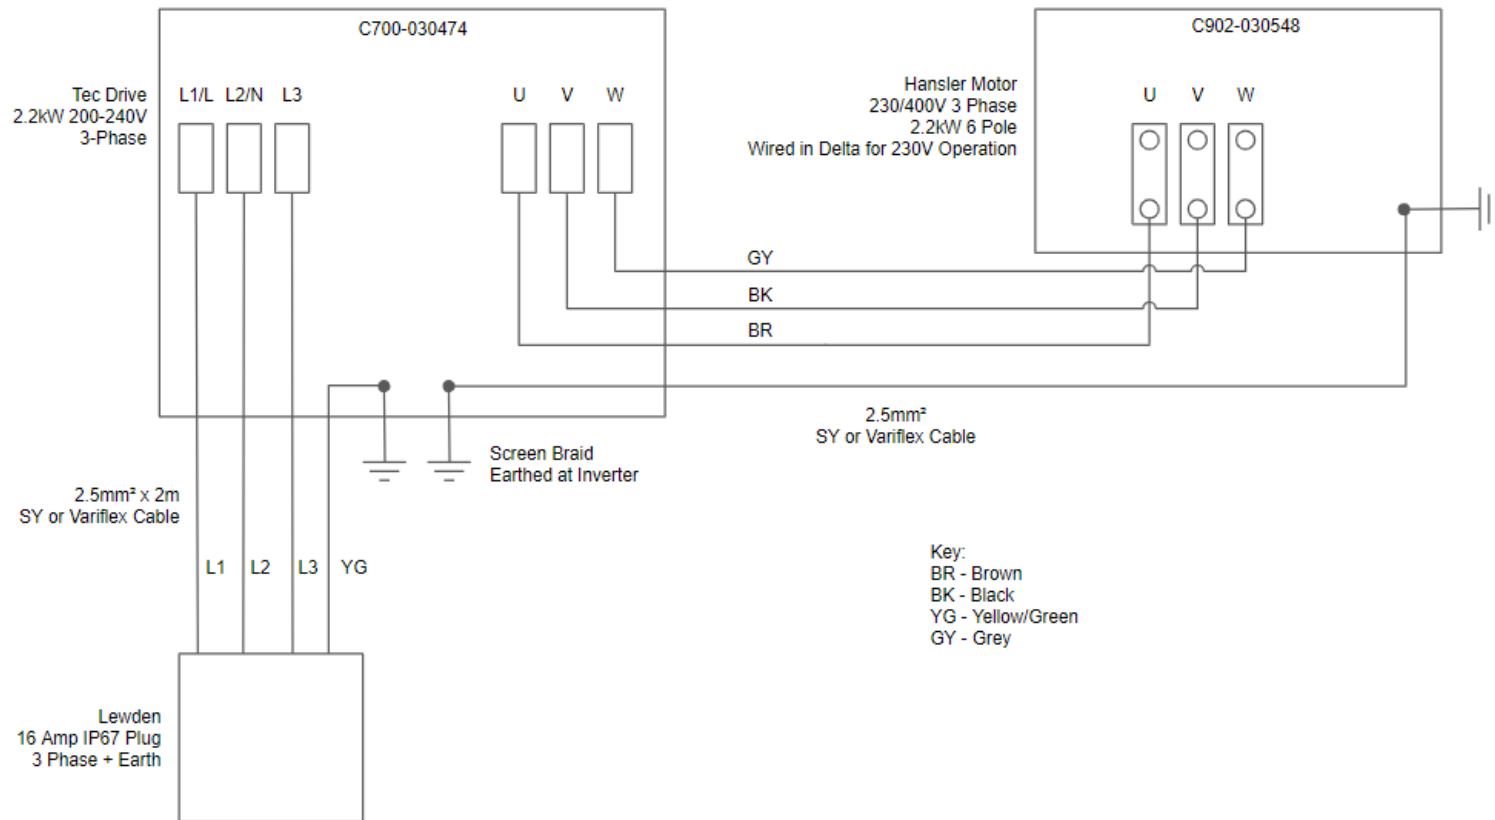 C700-030474
C902-030548
Tec Drive
2.2kW 200-240V
3-Phase
L1/L L2/N L3
U V W
Hansler Motor
230/400V 3 Phase
2.2kW 6 Pole
Wired in Delta for 230V Operation
U V W
GY
BK
BR
2.5mm²
SY or Variflex Cable
Screen Braid
Earthed at Inverter
2.5mm² x 2m
SY or Variflex Cable
L1 L2 L3 YG
Key:
BR - Brown
BK - Black
YG - Yellow/Green
GY - Grey
Lewden
16 Amp IP67 Plug
3 Phase + Earth